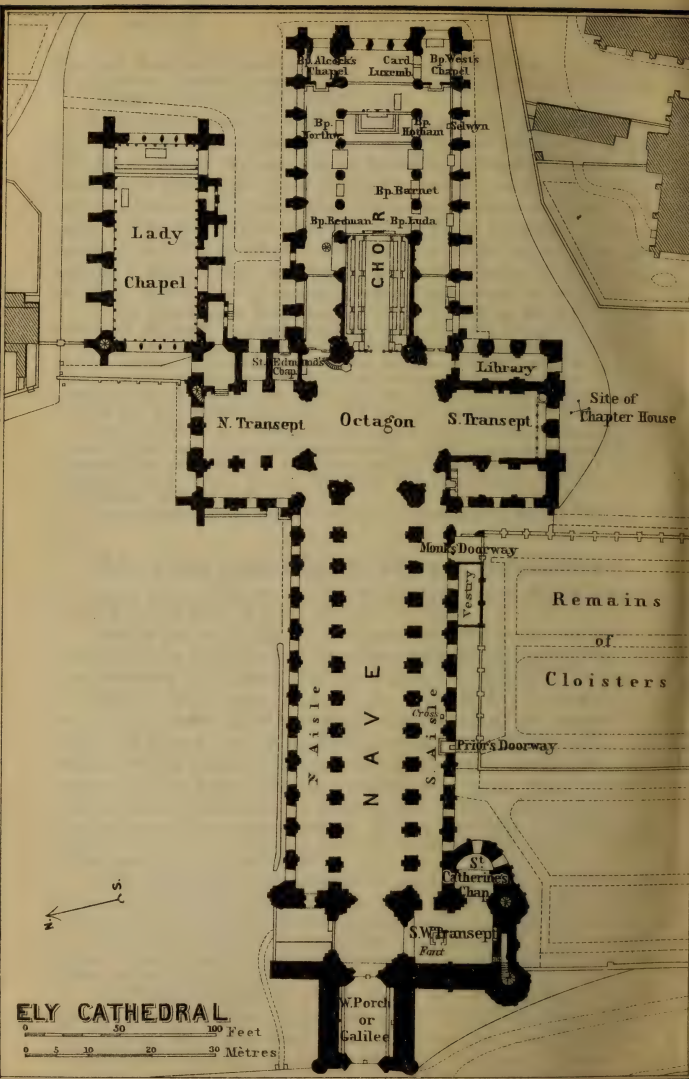 Bp. Alcock's
Chapel
Card.
Luxemb.
Bp. West's
Chapel
Bp.
Northw.
Bp.
Hotham
Selwyn
Bp. Barnet
Bp. Redman
Bp. Luda
CHOIR
Lady
Chapel
St. Edmund's
Chap.
Library
Site of
Chapter House
N. Transept
Octagon
S. Transept
Monks Doorway
Vestry
Remains
of
Cloisters
N Aisle
NAVE
S. Aisle
Cross
Prior's Doorway
St
Catherine's
Chap.
S.W. Transept
Font
N.
S.
W. Porch
or
Galilee
ELY CATHEDRAL
0 50 100 Feet
0 5 10 20 30 Mètres